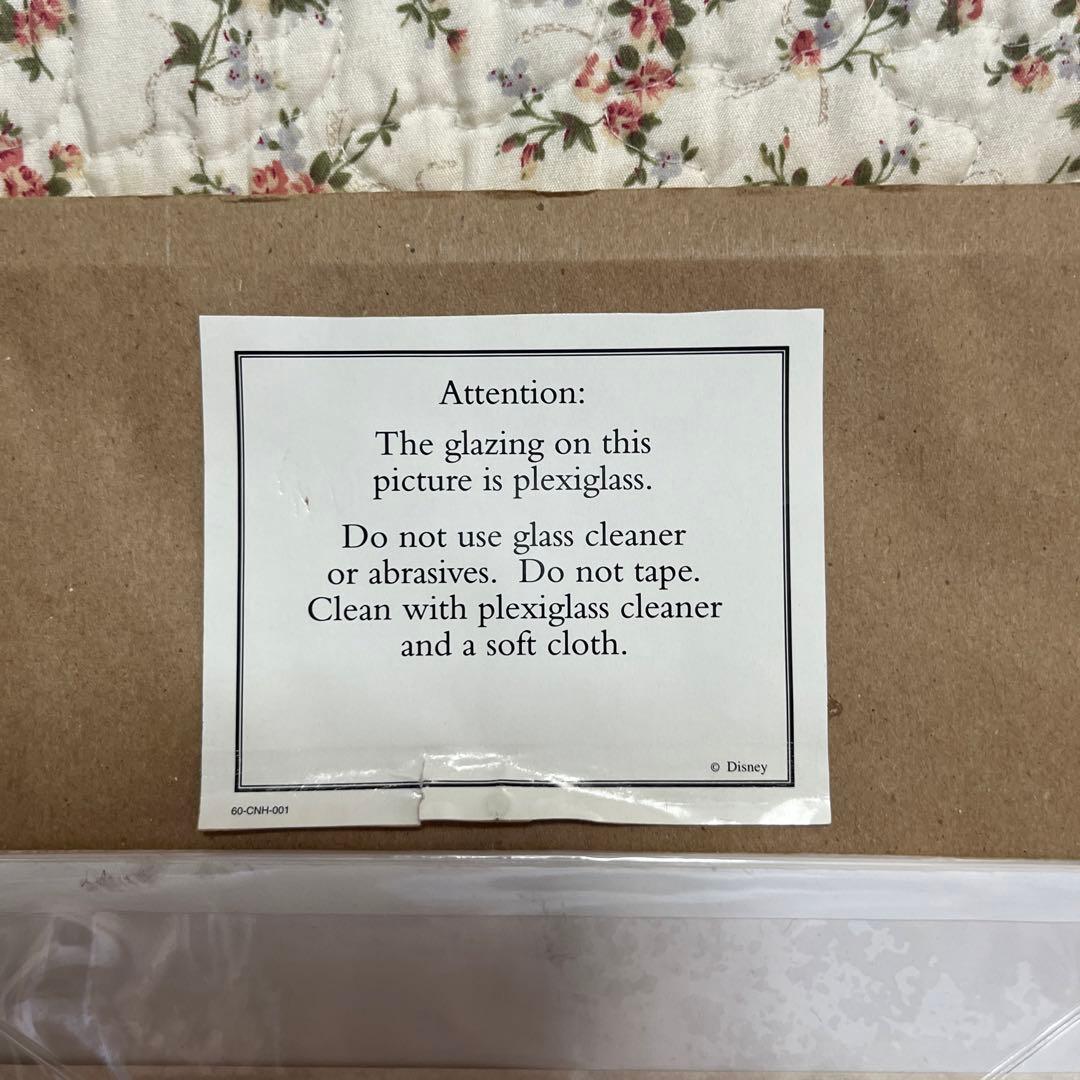 Attention:
The glazing on this
picture is plexiglass.
Do not use glass cleaner
or abrasives.  Do not tape.
Clean with plexiglass cleaner
and a soft cloth.
© Disney
60-CNH-001